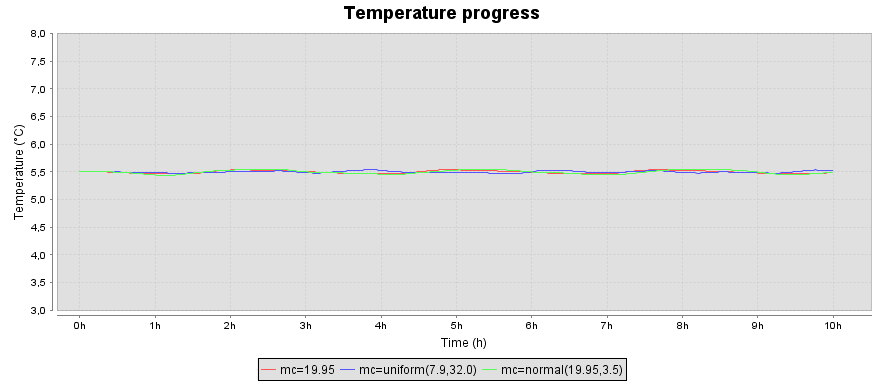 Temperature progress
8,0
7,5
7,0
6,5
6,0
5,5
5,0
4,5
4,0
3,5
3,0
Temperature (°C)
0h 1h 2h 3h 4h 5h 6h 7h 8h 9h 10h
Time (h)
mc=19.95 mc=uniform(7.9,32.0) mc=normal(19.95,3.5)